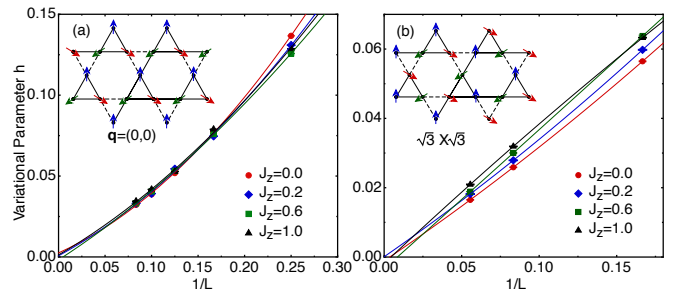 (a)
q=(0,0)
Variational Parameter h
0.15
0.10
0.05
0.00
J_z=0.0
J_z=0.2
J_z=0.6
J_z=1.0
0.00 0.05 0.10 0.15 0.20 0.25 0.30
1/L
(b)
√3 X√3
0.06
0.04
0.02
0.00
J_z=0.0
J_z=0.2
J_z=0.6
J_z=1.0
0.00 0.05 0.10 0.15
1/L